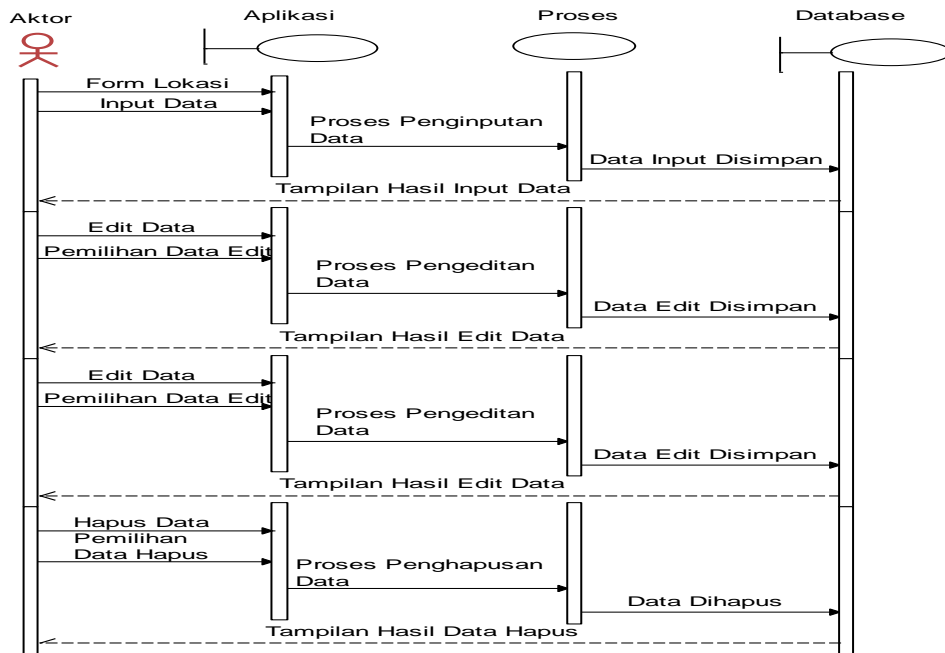 Aktor
Aplikasi
Proses
Database
Form Lokasi
Input Data
Proses Penginputan
Data
Data Input Disimpan
Tampilan Hasil Input Data
Edit Data
Pemilihan Data Edit
Proses Pengeditan
Data
Data Edit Disimpan
Tampilan Hasil Edit Data
Edit Data
Pemilihan Data Edit
Proses Pengeditan
Data
Data Edit Disimpan
Tampilan Hasil Edit Data
Hapus Data
Pemilihan
Data Hapus
Proses Penghapusan
Data
Data Dihapus
Tampilan Hasil Data Hapus